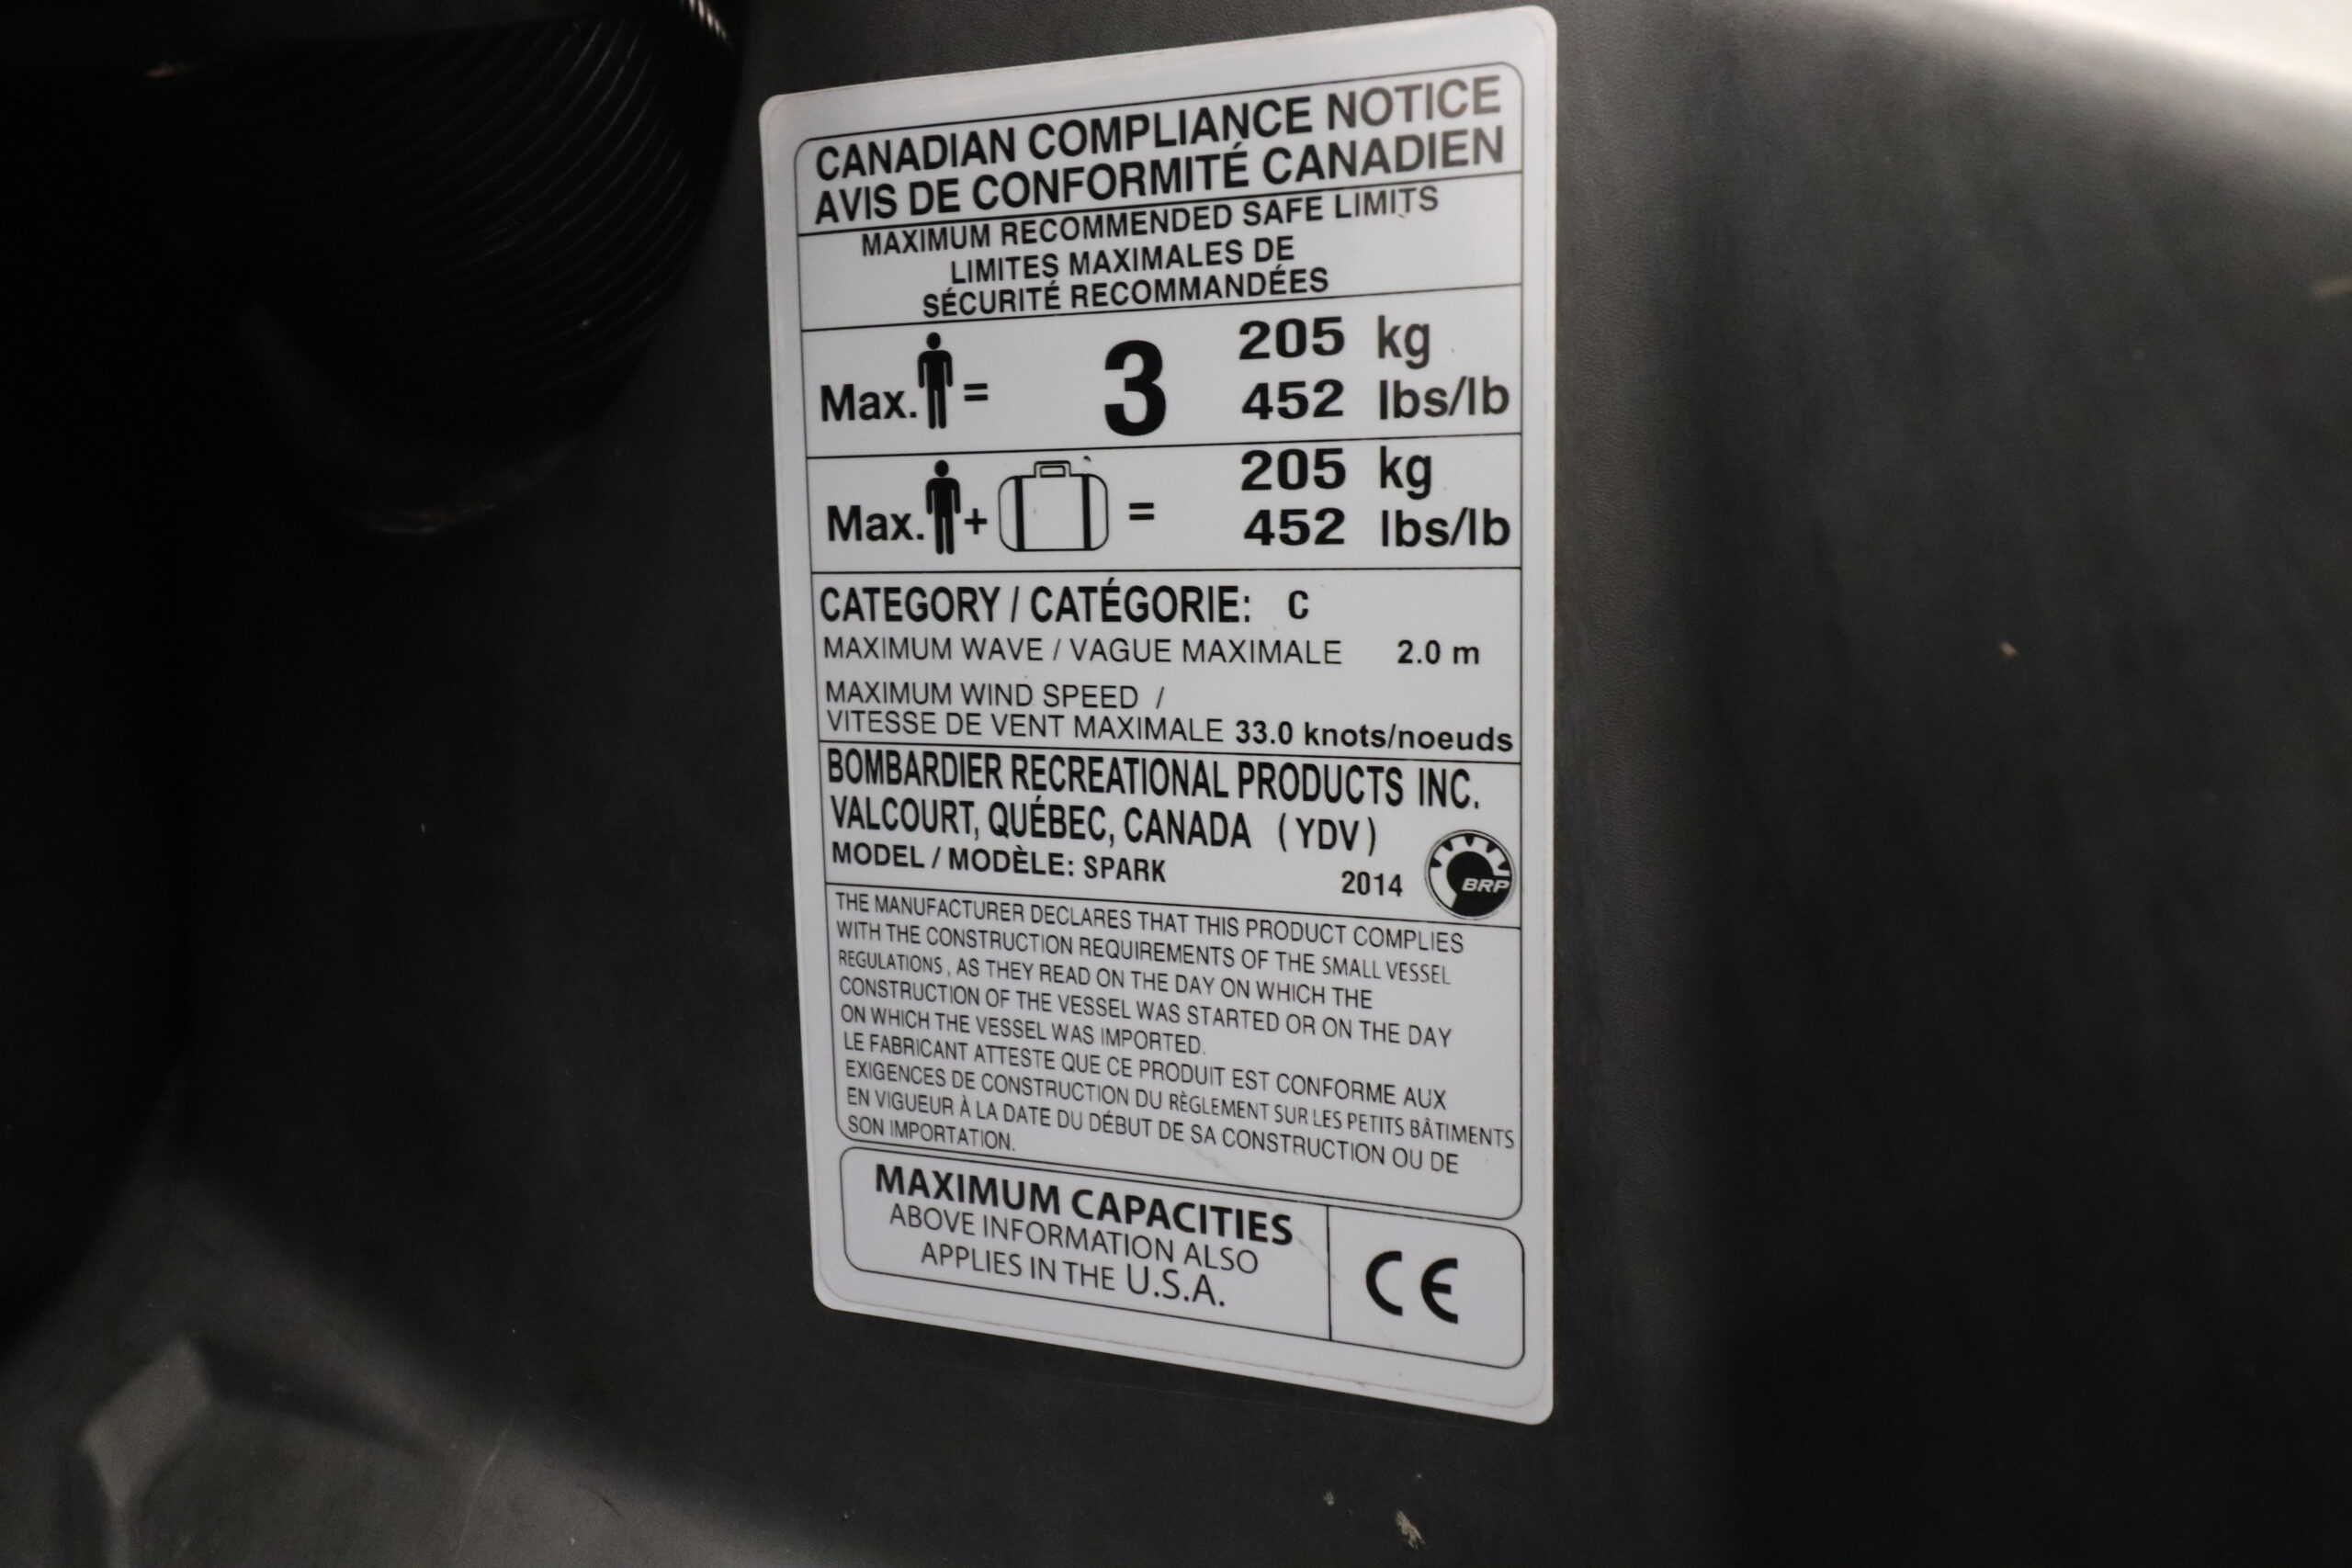 CANADIAN COMPLIANCE NOTICE
AVIS DE CONFORMITÉ CANADIEN
MAXIMUM RECOMMENDED SAFE LIMITS
LIMITES MAXIMALES DE
SÉCURITÉ RECOMMANDÉES
Max. = 3 205 kg
452 lbs/lb
Max. + = 205 kg
452 lbs/lb
CATEGORY / CATÉGORIE: C
MAXIMUM WAVE / VAGUE MAXIMALE 2.0 m
MAXIMUM WIND SPEED /
VITESSE DE VENT MAXIMALE 33.0 knots/noeuds
BOMBARDIER RECREATIONAL PRODUCTS INC.
VALCOURT, QUÉBEC, CANADA (YDV)
MODEL / MODÈLE: SPARK 2014
BRP
THE MANUFACTURER DECLARES THAT THIS PRODUCT COMPLIES
WITH THE CONSTRUCTION REQUIREMENTS OF THE SMALL VESSEL
REGULATIONS, AS THEY READ ON THE DAY ON WHICH THE
CONSTRUCTION OF THE VESSEL WAS STARTED OR ON THE DAY
ON WHICH THE VESSEL WAS IMPORTED.
LE FABRICANT ATTESTE QUE CE PRODUIT EST CONFORME AUX
EXIGENCES DE CONSTRUCTION DU RÈGLEMENT SUR LES PETITS BÂTIMENTS
EN VIGUEUR À LA DATE DU DÉBUT DE SA CONSTRUCTION OU DE
SON IMPORTATION.
MAXIMUM CAPACITIES
ABOVE INFORMATION ALSO
APPLIES IN THE U.S.A.
CE